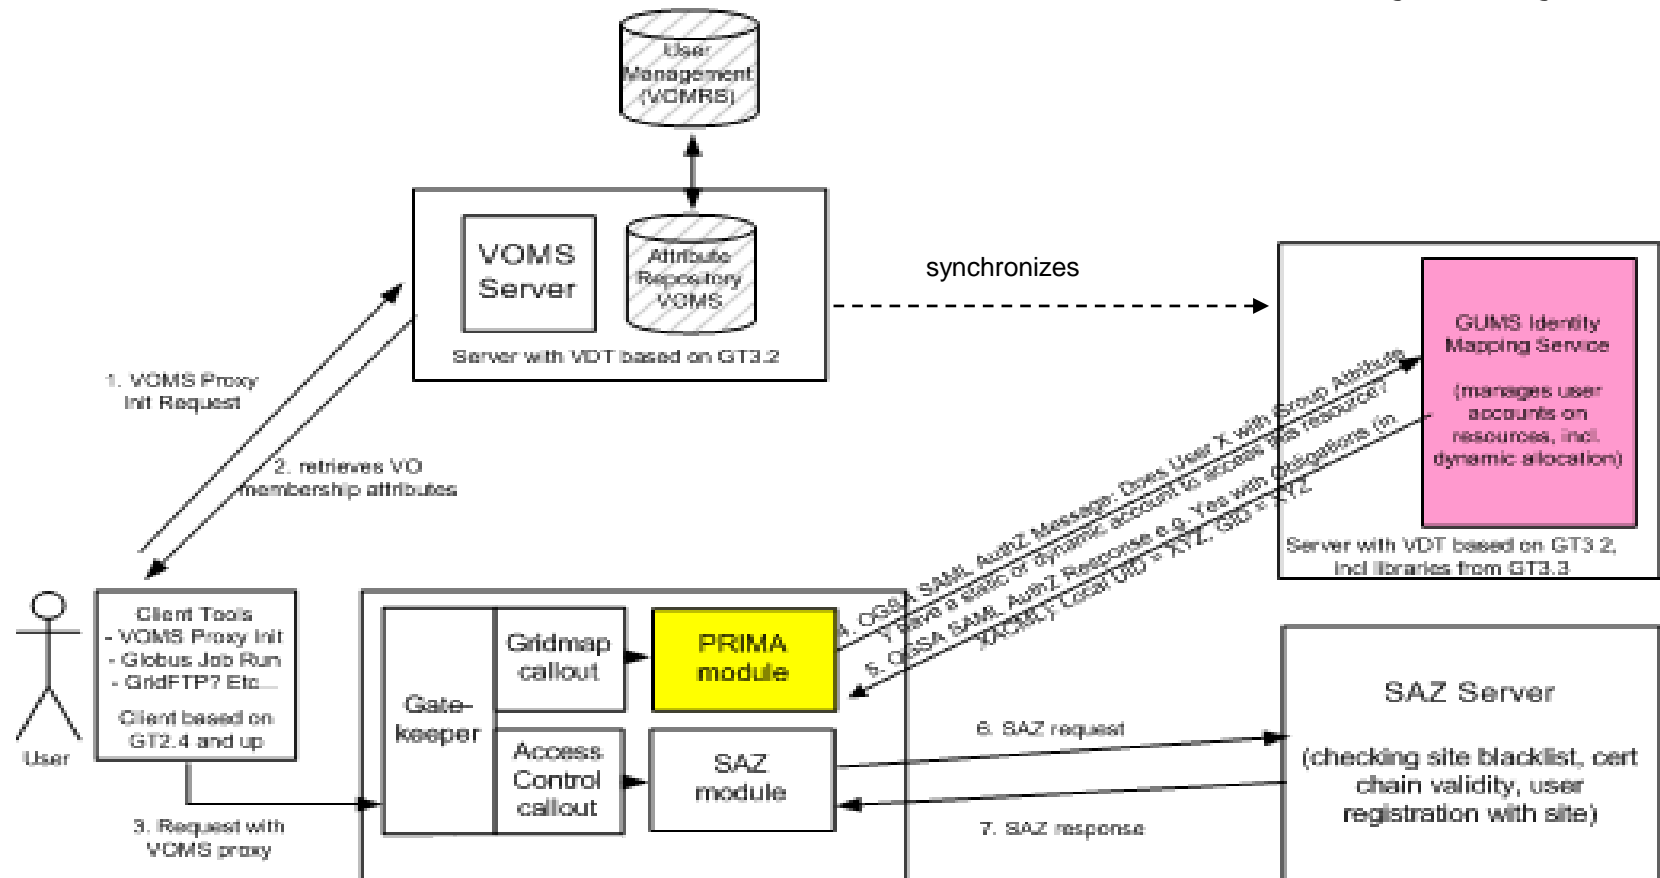 User
Management
(VOMRS)
VOMS
Server
Attribute
Repository
VOMS
Server with VDT based on GT3.2
synchronizes
GUMS Identity
Mapping Service
(manages user
accounts on
resources, incl.
dynamic allocation)
Server with VDT based on GT3.2,
incl libraries from GT3.3
1. VOMS Proxy
Init Request
2. retrieves VO
membership attributes
4. OGSA SAML AuthZ Message: Does User X with Group Attribute
Y have a static or dynamic account to access this resource?
5. OGSA SAML AuthZ Response e.g. Yes with Obligations (in
XACML): Local UID = XYZ, GID = XYZ
User
Client Tools
- VOMS Proxy Init
- Globus Job Run
- GridFTP? Etc...
Client based on
GT2.4 and up
3. Request with
VOMS proxy
Gate-
keeper
Gridmap
callout
PRIMA
module
Access
Control
callout
SAZ
module
6. SAZ request
7. SAZ response
SAZ Server
(checking site blacklist, cert
chain validity, user
registration with site)